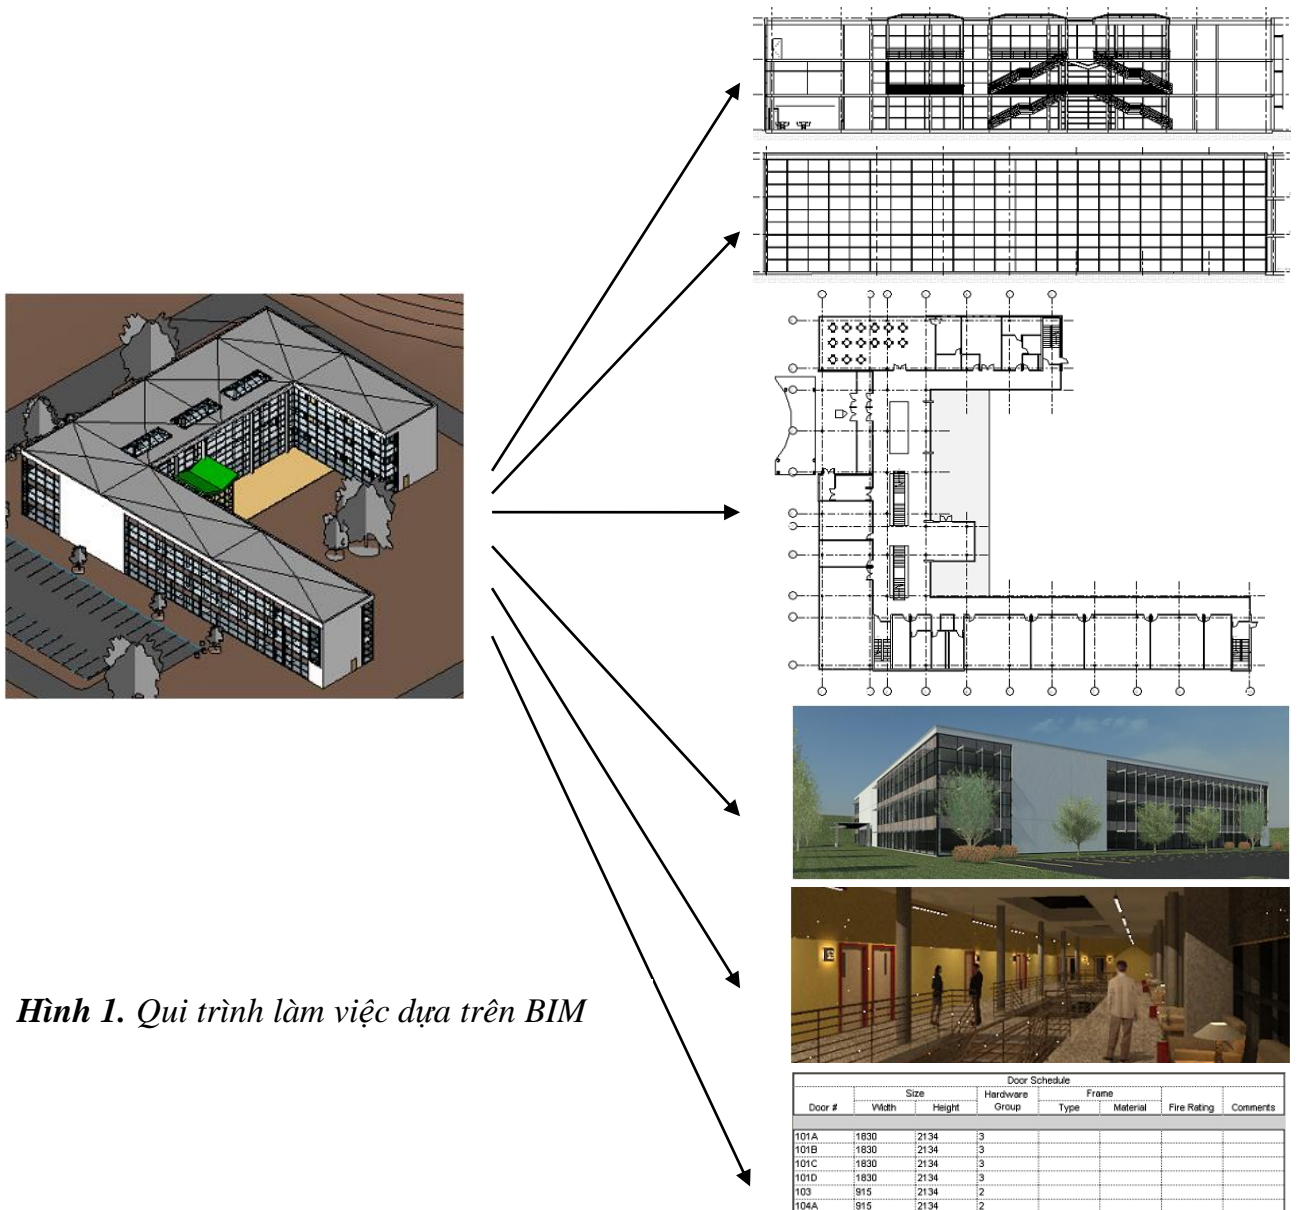 Hình 1. Qui trình làm việc dựa trên BIM
Door Schedule
Door # Size Hardware Group Frame Fire Rating Comments
Width Height Type Material
101A 1830 2134 3
101B 1830 2134 3
101C 1830 2134 3
101D 1830 2134 3
103 915 2134 2
104A 915 2134 2